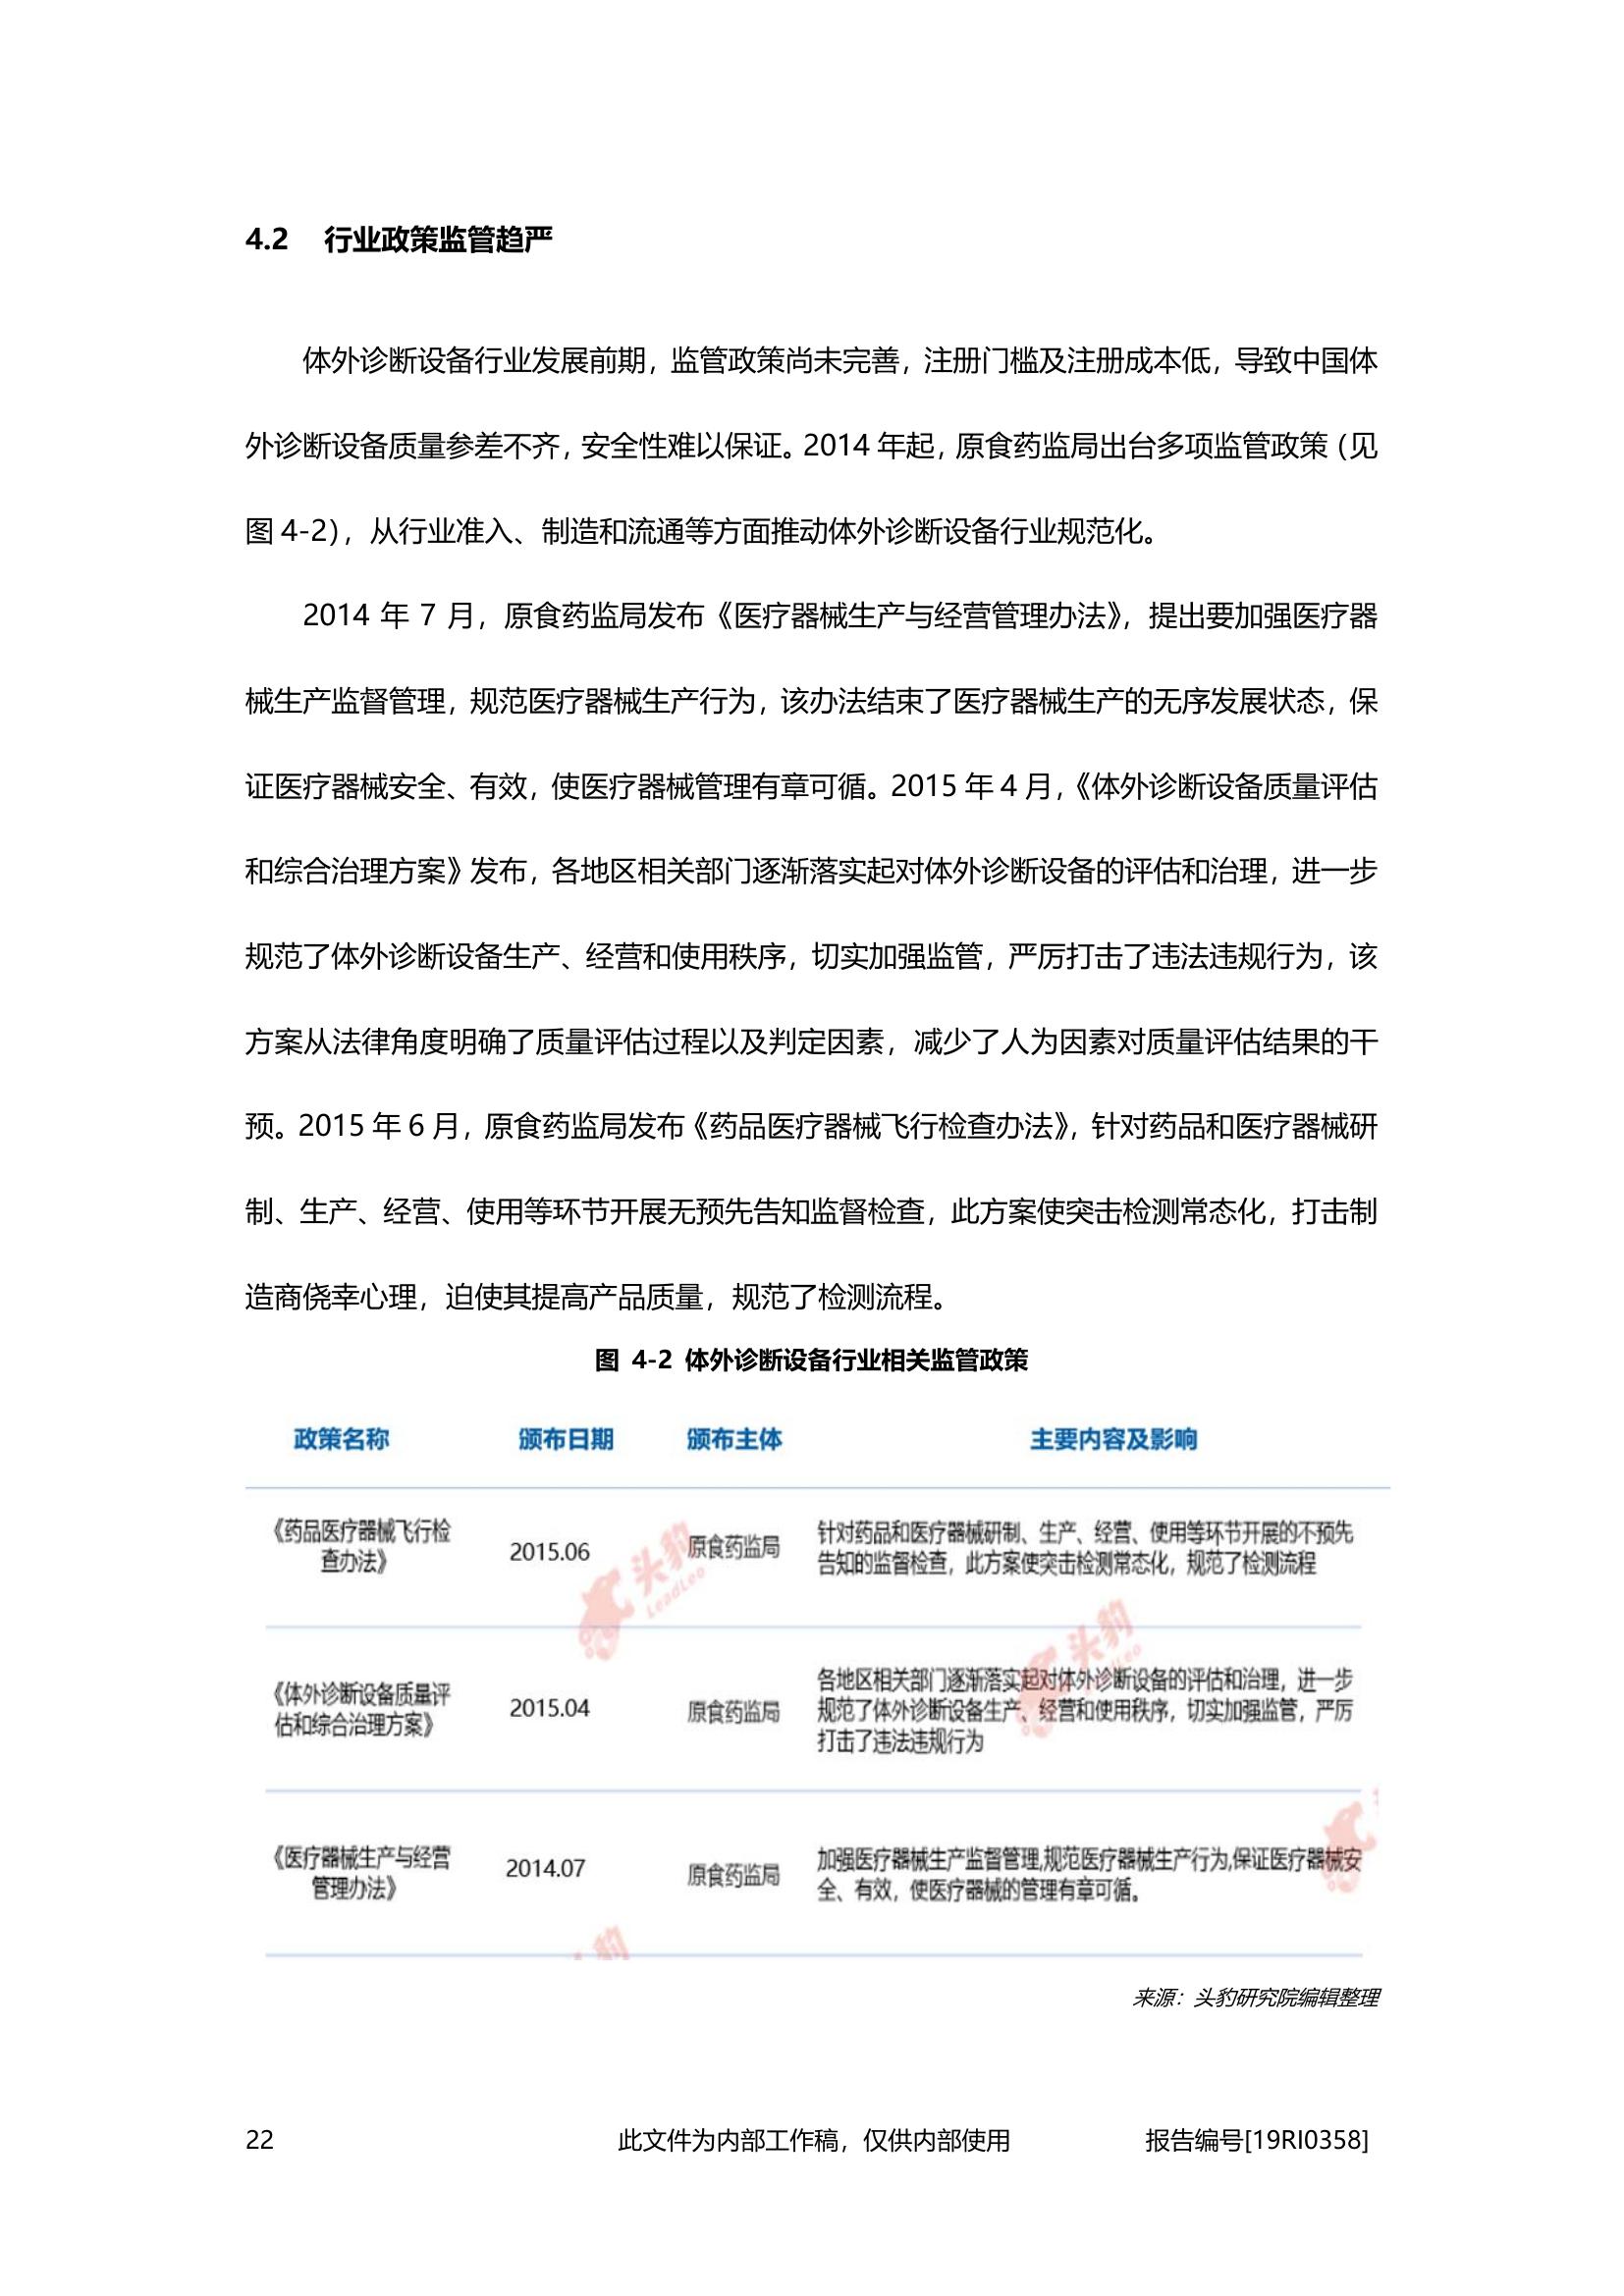 4.2 行业政策监管趋严
体外诊断设备行业发展前期，监管政策尚未完善，注册门槛及注册成本低，导致中国体
外诊断设备质量参差不齐，安全性难以保证。2014 年起，原食药监局出台多项监管政策（见
图 4-2），从行业准入、制造和流通等方面推动体外诊断设备行业规范化。
2014 年 7 月，原食药监局发布《医疗器械生产与经营管理办法》，提出要加强医疗器
械生产监督管理，规范医疗器械生产行为，该办法结束了医疗器械生产的无序发展状态，保
证医疗器械安全、有效，使医疗器械管理有章可循。2015 年 4 月，《体外诊断设备质量评估
和综合治理方案》发布，各地区相关部门逐渐落实起对体外诊断设备的评估和治理，进一步
规范了体外诊断设备生产、经营和使用秩序，切实加强监管，严厉打击了违法违规行为，该
方案从法律角度明确了质量评估过程以及判定因素，减少了人为因素对质量评估结果的干
预。2015 年 6 月，原食药监局发布《药品医疗器械飞行检查办法》，针对药品和医疗器械研
制、生产、经营、使用等环节开展无预先告知监督检查，此方案使突击检测常态化，打击制
造商侥幸心理，迫使其提高产品质量，规范了检测流程。
图 4-2 体外诊断设备行业相关监管政策
政策名称 颁布日期 颁布主体 主要内容及影响
《药品医疗器械飞行检
查办法》
2015.06
原食药监局
针对药品和医疗器械研制、生产、经营、使用等环节开展的不预先
告知的监督检查，此方案使突击检测常态化，规范了检测流程
《体外诊断设备质量评
估和综合治理方案》
2015.04
原食药监局
各地区相关部门逐渐落实起对体外诊断设备的评估和治理，进一步
规范了体外诊断设备生产、经营和使用秩序，切实加强监管，严厉
打击了违法违规行为
《医疗器械生产与经营
管理办法》
2014.07
原食药监局
加强医疗器械生产监督管理,规范医疗器械生产行为,保证医疗器械安
全、有效，使医疗器械的管理有章可循。
头豹
LeadLeo
头豹
豹
来源：头豹研究院编辑整理
22 此文件为内部工作稿，仅供内部使用 报告编号[19RI0358]